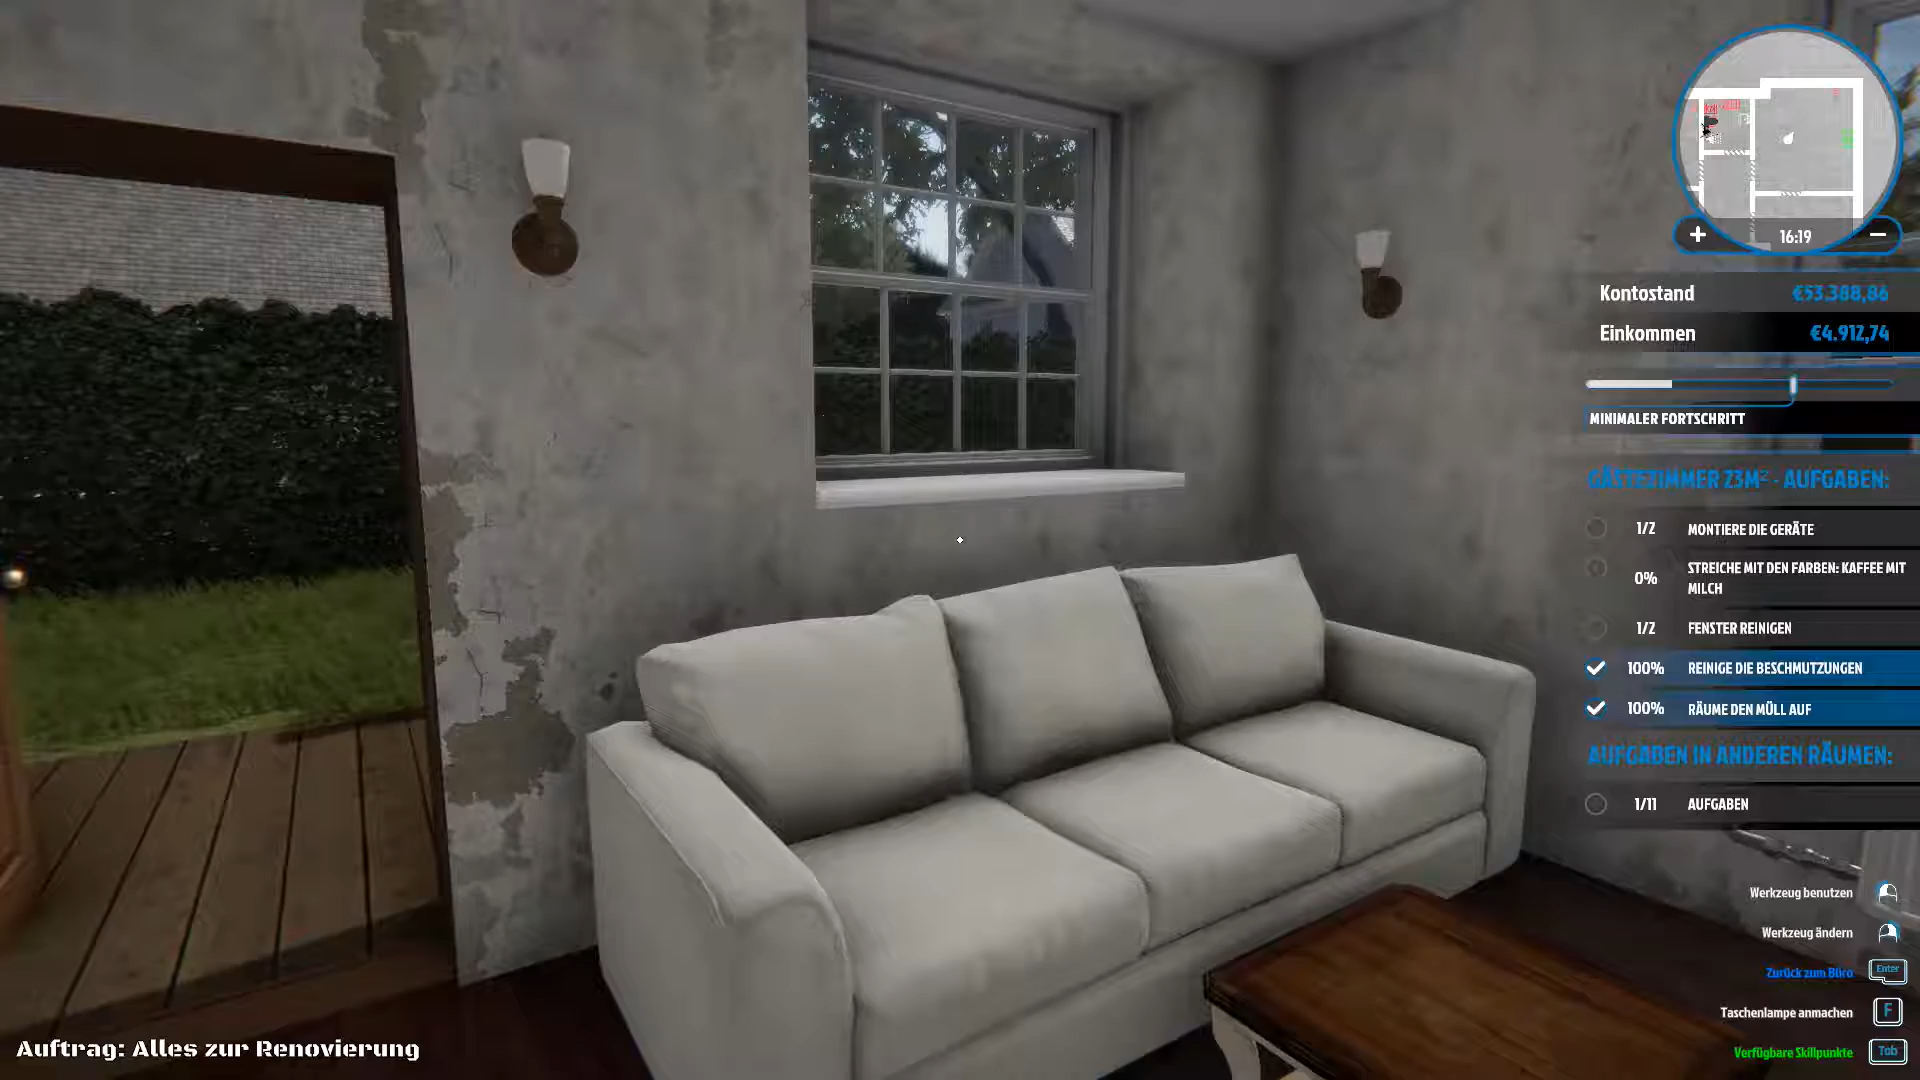 16:19
Kontostand €53.388,86
Einkommen €4.912,74
MINIMALER FORTSCHRITT
GÄSTEZIMMER 23M² - AUFGABEN:
1/2 MONTIERE DIE GERÄTE
0% STREICHE MIT DEN FARBEN: KAFFEE MIT
MILCH
1/2 FENSTER REINIGEN
100% REINIGE DIE BESCHMUTZUNGEN
100% RÄUME DEN MÜLL AUF
AUFGABEN IN ANDEREN RÄUMEN:
1/11 AUFGABEN
Werkzeug benutzen
Werkzeug ändern
Zurück zum Büro Enter
Taschenlampe anmachen F
Verfügbare Skillpunkte Tab
Auftrag: Alles zur Renovierung